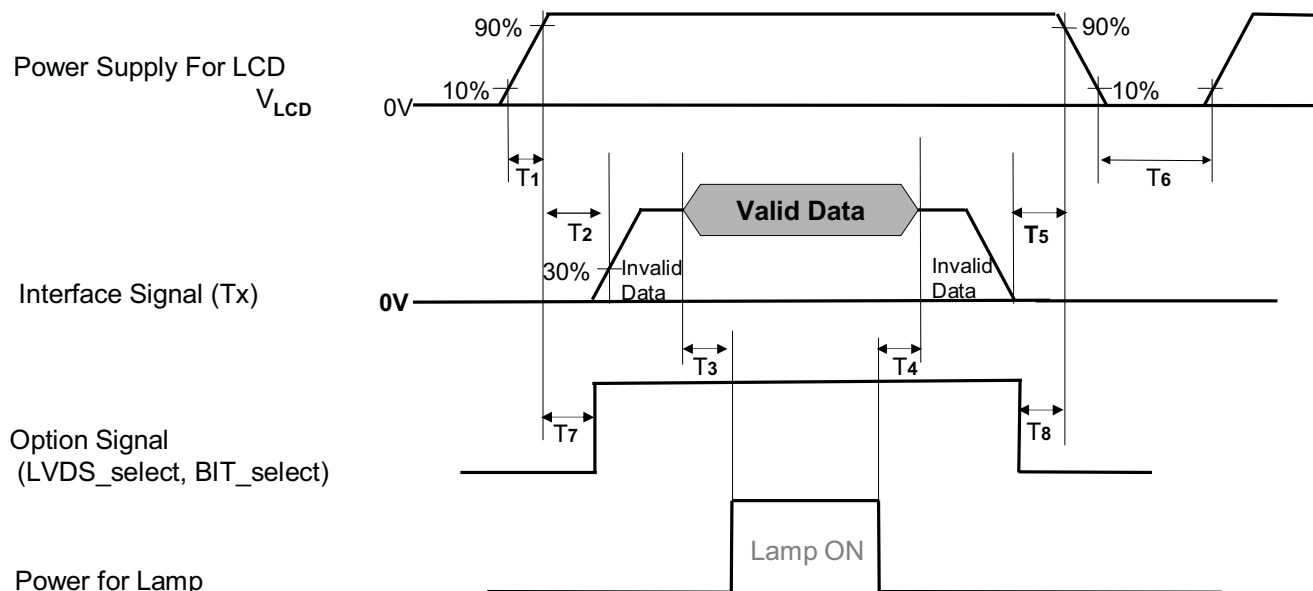 90%
90%
Power Supply For LCD
VLCD
10%
10%
0V
T1
T6
Valid Data
T2
T5
30%
Invalid
Data
Invalid
Data
Interface Signal (Tx)
0V
T3
T4
T7
T8
Option Signal
(LVDS_select, BIT_select)
Lamp ON
Power for Lamp